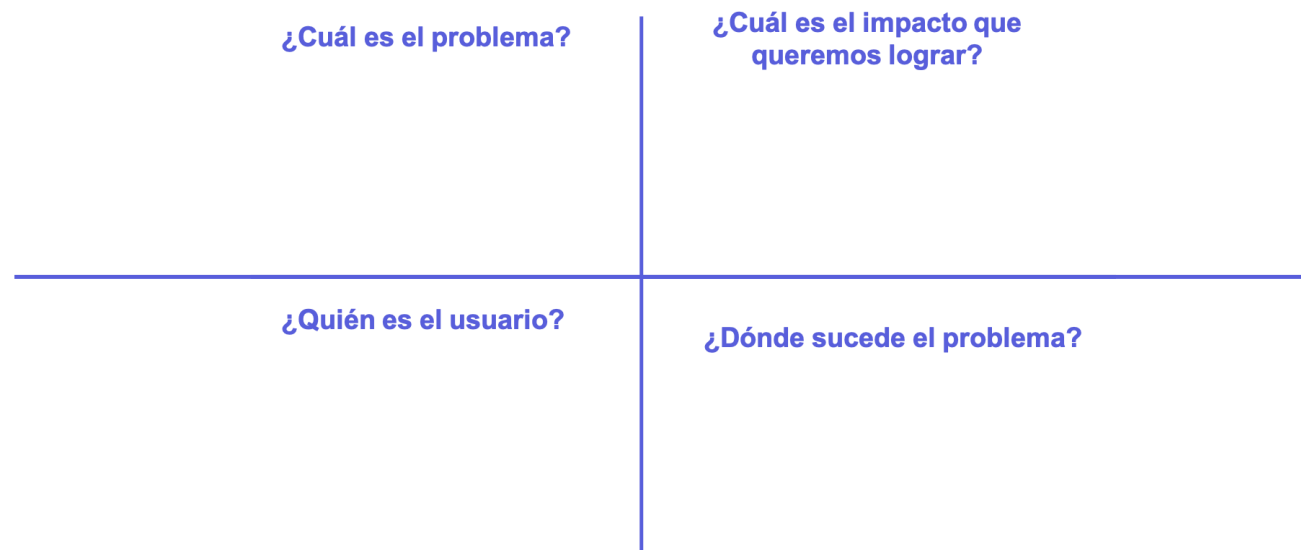 ¿Cuál es el problema?
¿Cuál es el impacto que
queremos lograr?
¿Quién es el usuario?
¿Dónde sucede el problema?